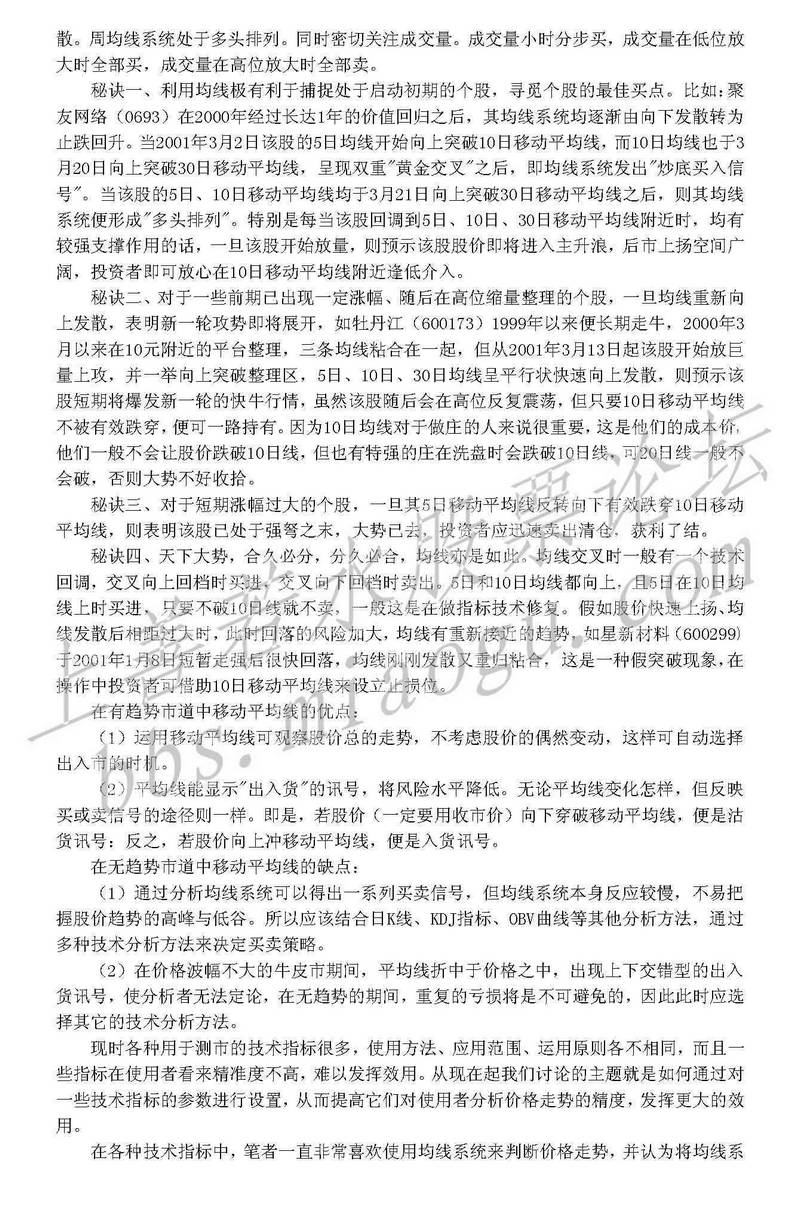 散。周均线系统处于多头排列。同时密切关注成交量。成交量小时分步买，成交量在低位放
大时全部买，成交量在高位放大时全部卖。
秘诀一、利用均线极有利于捕捉处于启动初期的个股，寻觅个股的最佳买点。比如：聚
友网络（0693）在2000年经过长达1年的价值回归之后，其均线系统均逐渐由向下发散转为
止跌回升。当2001年3月2日该股的5日均线开始向上突破10日移动平均线，而10日均线也于3
月20日向上突破30日移动平均线，呈现双重"黄金交叉"之后，即均线系统发出"炒底买入信
号"。当该股的5日、10日移动平均线均于3月21日向上突破30日移动平均线之后，则其均线
系统便形成"多头排列"。特别是每当该股回调到5日、10日、30日移动平均线附近时，均有
较强支撑作用的话，一旦该股开始放量，则预示该股股价即将进入主升浪，后市上扬空间广
阔，投资者即可放心在10日移动平均线附近逢低介入。
秘诀二、对于一些前期已出现一定涨幅、随后在高位缩量整理的个股，一旦均线重新向
上发散，表明新一轮攻势即将展开，如牡丹江（600173）1999年以来便长期走牛，2000年3
月以来在10元附近的平台整理，三条均线粘合在一起，但从2001年3月13日起该股开始放巨
量上攻，并一举向上突破整理区，5日、10日、30日均线呈平行状快速向上发散，则预示该
股短期将爆发新一轮的快牛行情，虽然该股随后会在高位反复震荡，但只要10日移动平均线
不被有效跌穿，便可一路持有。因为10日均线对于做庄的人来说很重要，这是他们的成本价，
他们一般不会让股价跌破10日线，但也有特强的庄在洗盘时会跌破10日线，可20日线一般不
会破，否则大势不好收拾。
秘诀三、对于短期涨幅过大的个股，一旦其5日移动平均线反转向下有效跌穿10日移动
平均线，则表明该股已处于强弩之末，大势已去，投资者应迅速卖出清仓，获利了结。
秘诀四、天下大势，合久必分，分久必合，均线亦是如此。均线交叉时一般有一个技术
回调，交叉向上回档时买进，交叉向下回档时卖出。5日和10日均线都向上，且5日在10日均
线上时买进，只要不破10日线就不卖，一般这是在做指标技术修复。假如股价快速上扬、均
线发散后相距过大时，此时回落的风险加大，均线有重新接近的趋势，如星新材料（600299）
于2001年1月8日短暂走强后很快回落，均线刚刚发散又重归粘合，这是一种假突破现象，在
操作中投资者可借助10日移动平均线来设立止损位。
在有趋势市道中移动平均线的优点：
（1）运用移动平均线可观察股价总的走势，不考虑股价的偶然变动，这样可自动选择
出入市的时机。
（2）平均线能显示"出入货"的讯号，将风险水平降低。无论平均线变化怎样，但反映
买或卖信号的途径则一样。即是，若股价（一定要用收市价）向下穿破移动平均线，便是沽
货讯号；反之，若股价向上冲移动平均线，便是入货讯号。
在无趋势市道中移动平均线的缺点：
（1）通过分析均线系统可以得出一系列买卖信号，但均线系统本身反应较慢，不易把
握股价趋势的高峰与低谷。所以应该结合日K线、KDJ指标、OBV曲线等其他分析方法，通过
多种技术分析方法来决定买卖策略。
（2）在价格波幅不大的牛皮市期间，平均线折中于价格之中，出现上下交错型的出入
货讯号，使分析者无法定论，在无趋势的期间，重复的亏损将是不可避免的，因此此时应选
择其它的技术分析方法。
现时各种用于测市的技术指标很多，使用方法、应用范围、运用原则各不相同，而且一
些指标在使用者看来精准度不高，难以发挥效用。从现在起我们讨论的主题就是如何通过对
一些技术指标的参数进行设置，从而提高它们对使用者分析价格走势的精度，发挥更大的效
用。
在各种技术指标中，笔者一直非常喜欢使用均线系统来判断价格走势，并认为将均线系
上善若水股票论坛
bbs.miaogu.com